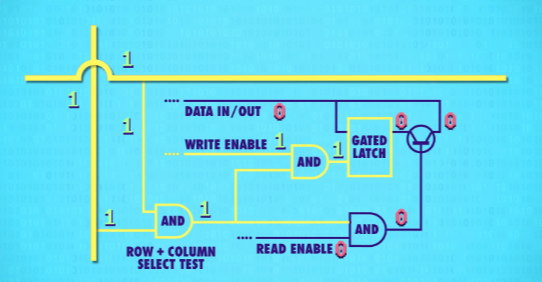 1
1
DATA IN/OUT 0
1
WRITE ENABLE 1
AND
1
GATED
LATCH
0
0
1
AND
1
ROW + COLUMN
SELECT TEST
READ ENABLE 0
AND
0